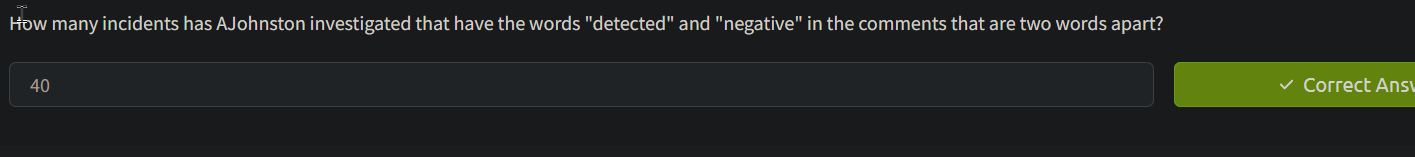 How many incidents has AJohnston investigated that have the words "detected" and "negative" in the comments that are two words apart?
40
✓ Correct Answ